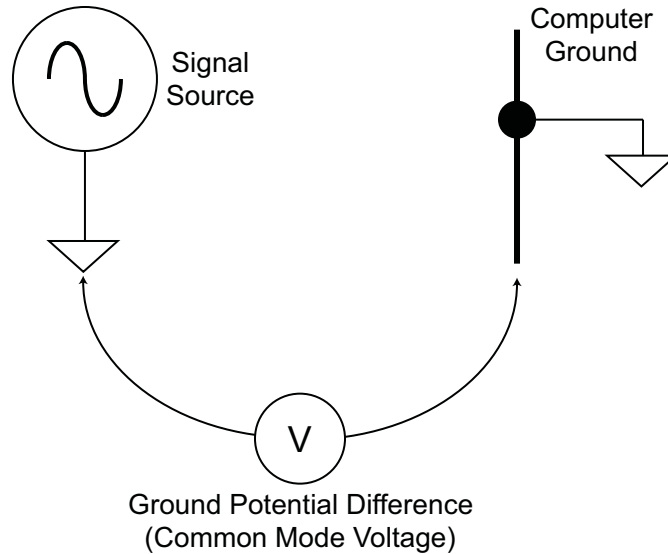 Signal
Source
Computer
Ground
V
Ground Potential Difference
(Common Mode Voltage)